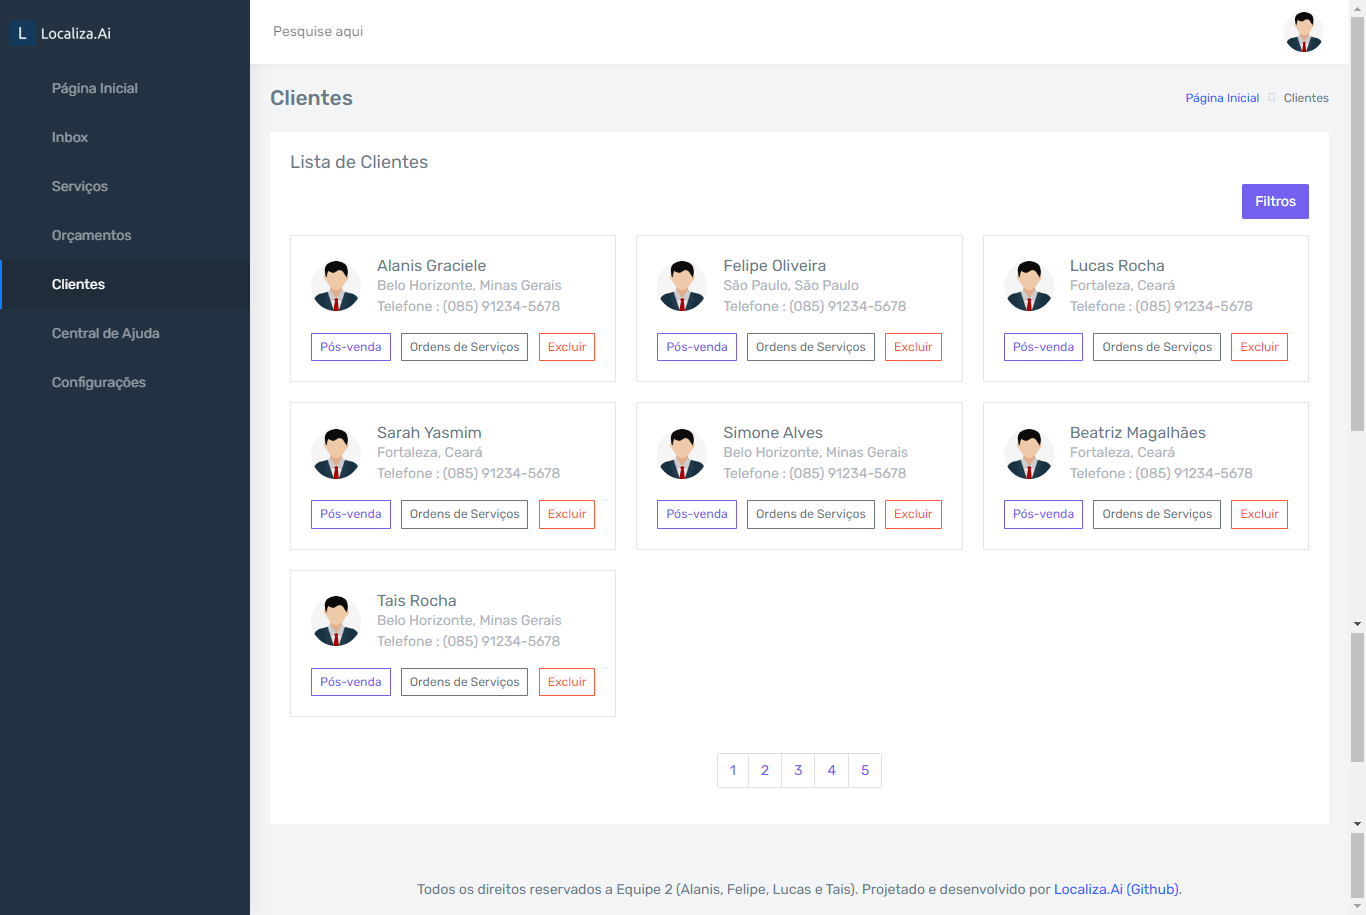 L Localiza.Ai
Pesquise aqui
Página Inicial
Inbox
Serviços
Orçamentos
Clientes
Central de Ajuda
Configurações
Clientes
Página Inicial Clientes
Lista de Clientes
Filtros
Alanis Graciele
Belo Horizonte, Minas Gerais
Telefone : (085) 91234-5678
Pós-venda Ordens de Serviços Excluir
Felipe Oliveira
São Paulo, São Paulo
Telefone : (085) 91234-5678
Pós-venda Ordens de Serviços Excluir
Lucas Rocha
Fortaleza, Ceará
Telefone : (085) 91234-5678
Pós-venda Ordens de Serviços Excluir
Sarah Yasmim
Fortaleza, Ceará
Telefone : (085) 91234-5678
Pós-venda Ordens de Serviços Excluir
Simone Alves
Belo Horizonte, Minas Gerais
Telefone : (085) 91234-5678
Pós-venda Ordens de Serviços Excluir
Beatriz Magalhães
Fortaleza, Ceará
Telefone : (085) 91234-5678
Pós-venda Ordens de Serviços Excluir
Tais Rocha
Belo Horizonte, Minas Gerais
Telefone : (085) 91234-5678
Pós-venda Ordens de Serviços Excluir
1 2 3 4 5
Todos os direitos reservados a Equipe 2 (Alanis, Felipe, Lucas e Tais). Projetado e desenvolvido por Localiza.Ai (Github).